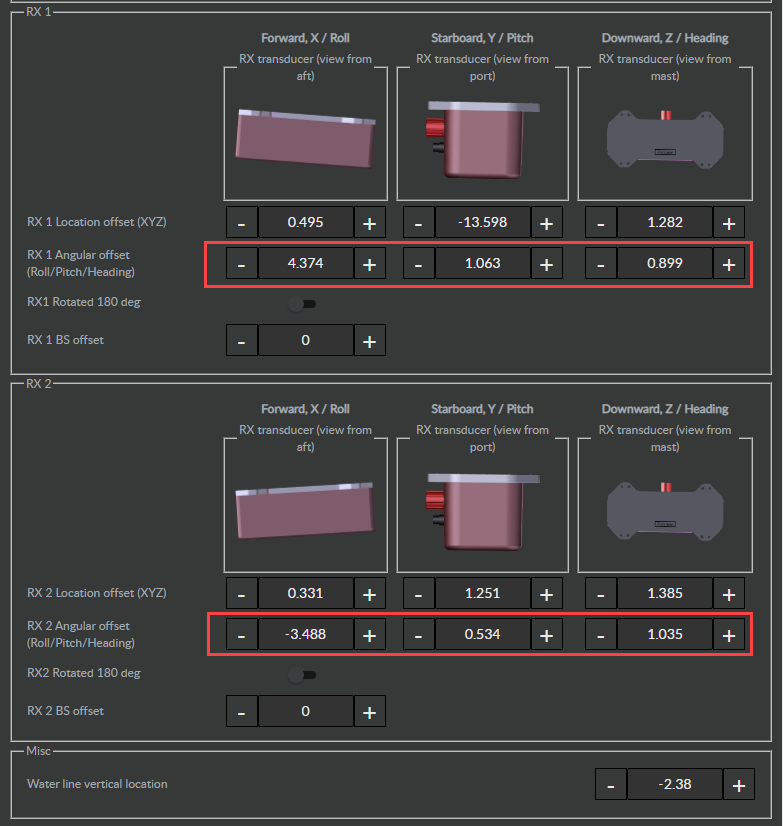 RX 1
Forward, X / Roll
Starboard, Y / Pitch
Downward, Z / Heading
RX transducer (view from
aft)
RX transducer (view from
port)
RX transducer (view from
mast)
RX 1 Location offset (XYZ)
- 0.495 +
- -13.598 +
- 1.282 +
RX 1 Angular offset
(Roll/Pitch/Heading)
- 4.374 +
- 1.063 +
- 0.899 +
RX1 Rotated 180 deg
RX 1 BS offset
- 0 +
RX 2
Forward, X / Roll
Starboard, Y / Pitch
Downward, Z / Heading
RX transducer (view from
aft)
RX transducer (view from
port)
RX transducer (view from
mast)
RX 2 Location offset (XYZ)
- 0.331 +
- 1.251 +
- 1.385 +
RX 2 Angular offset
(Roll/Pitch/Heading)
- -3.488 +
- 0.534 +
- 1.035 +
RX2 Rotated 180 deg
RX 2 BS offset
- 0 +
Misc
Water line vertical location
- -2.38 +